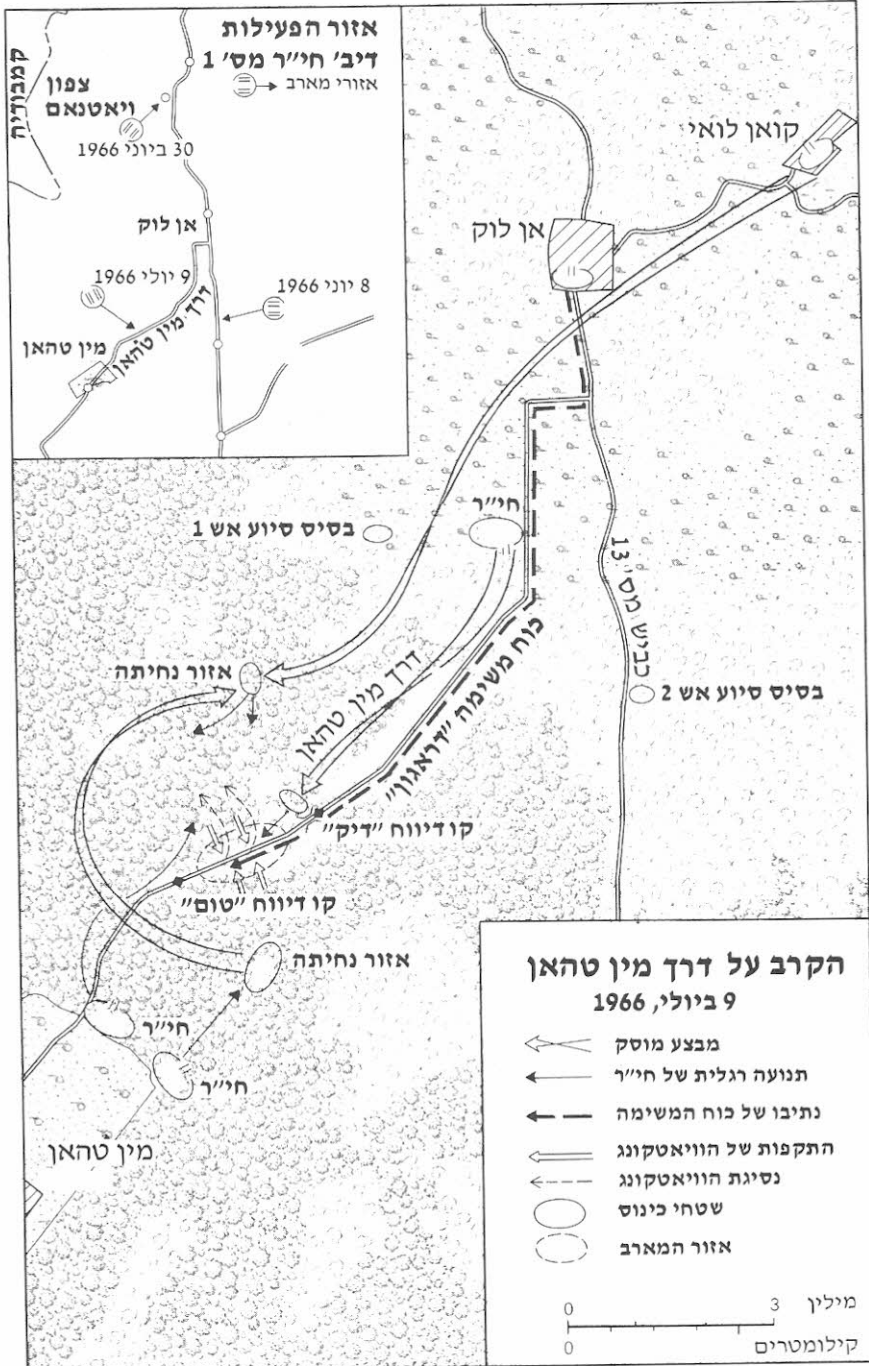 אזור הפעילות
דיב' חי"ר מס' 1
אזורי מארב
קמבודיה
צפון
ויאטנאם
30 ביוני 1966
אן לוק
9 יולי 1966
8 יוני 1966
דרך מין טהאן
מין טהאן
קואן לואי
אן לוק
חי"ר
בסיס סיוע אש 1
כביש מס' 13
בסיס סיוע אש 2
אזור נחיתה
דרך מין טהאן
כוח משימה "דראגון"
קו דיווח "דיק"
קו דיווח "טום"
אזור נחיתה
חי"ר
חי"ר
מין טהאן
הקרב על דרך מין טהאן
9 ביולי, 1966
מבצע מוסק
תנועה רגלית של חי"ר
נתיבו של כוח המשימה
התקפות של הוויאטקונג
נסיגת הוויאטקונג
שטחי כינוס
אזור המארב
מילין
0 3
קילומטרים
0